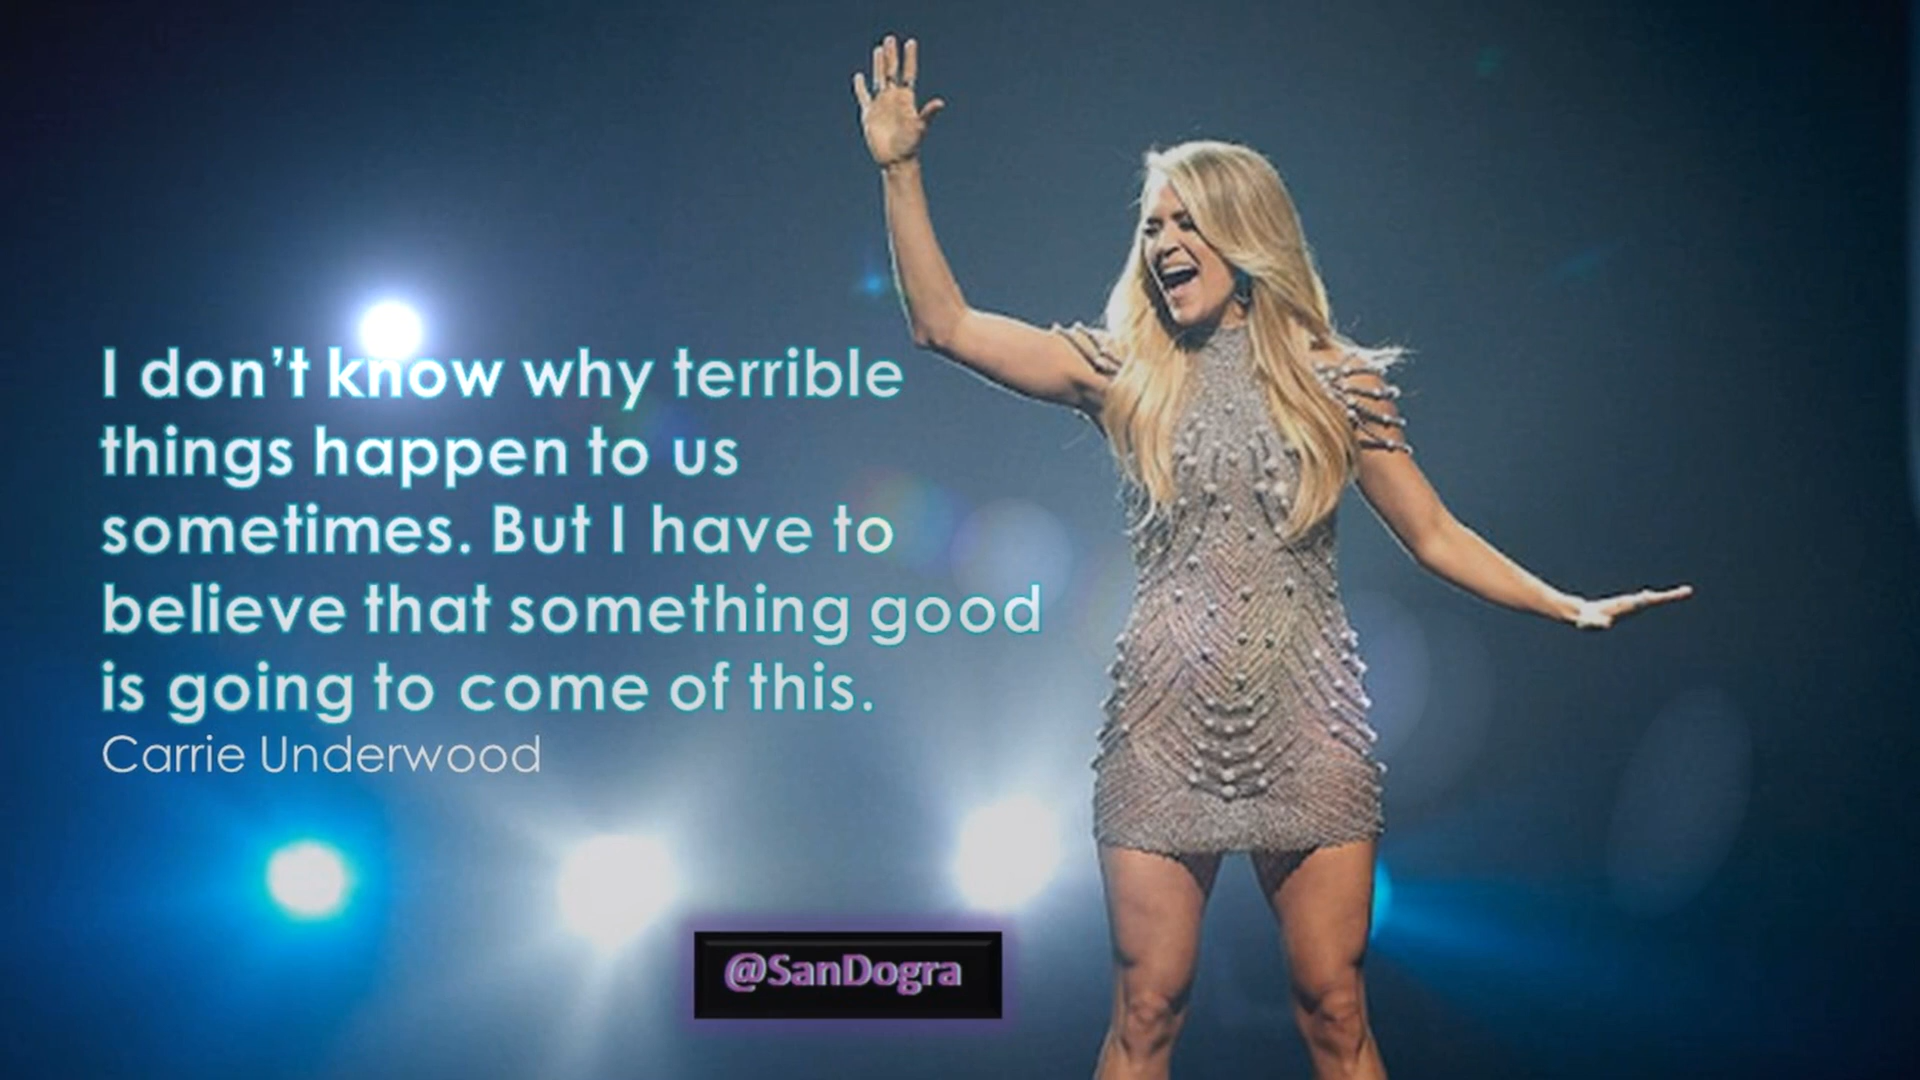 I don’t know why terrible
things happen to us
sometimes. But I have to
believe that something good
is going to come of this.
Carrie Underwood
@SanDogra